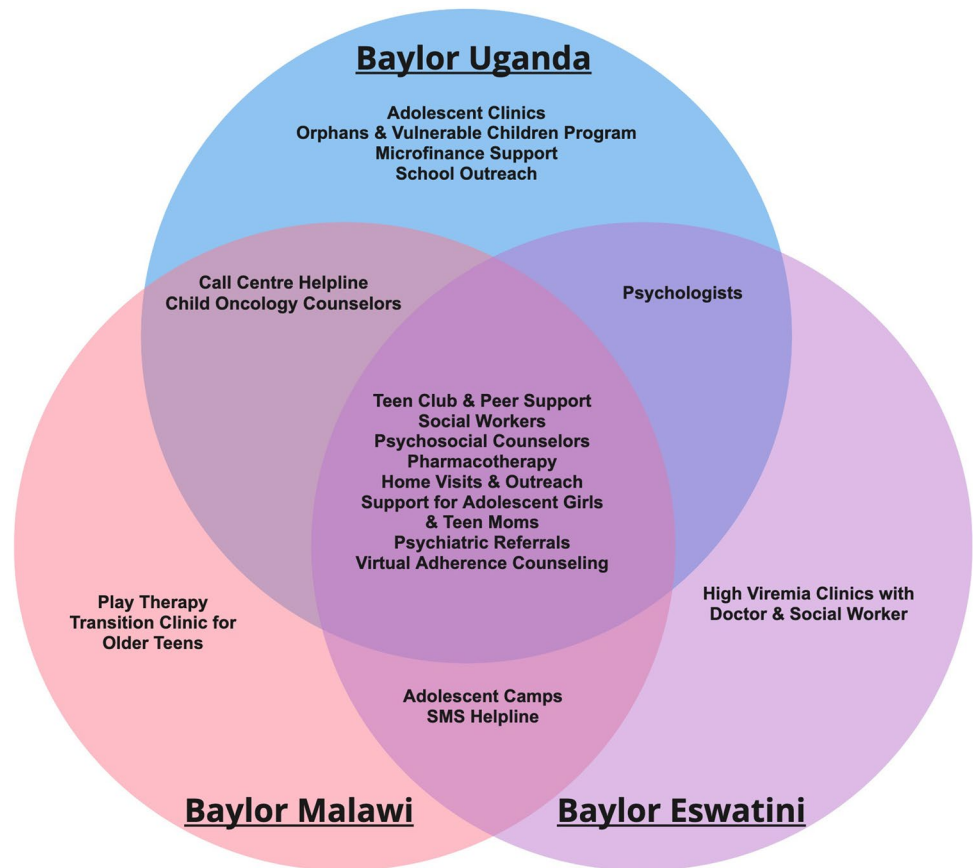 Baylor Uganda
Adolescent Clinics
Orphans & Vulnerable Children Program
Microfinance Support
School Outreach
Call Centre Helpline
Child Oncology Counselors
Psychologists
Teen Club & Peer Support
Social Workers
Psychosocial Counselors
Pharmacotherapy
Home Visits & Outreach
Support for Adolescent Girls
& Teen Moms
Psychiatric Referrals
Virtual Adherence Counseling
Play Therapy
Transition Clinic for
Older Teens
High Viremia Clinics with
Doctor & Social Worker
Adolescent Camps
SMS Helpline
Baylor Malawi
Baylor Eswatini